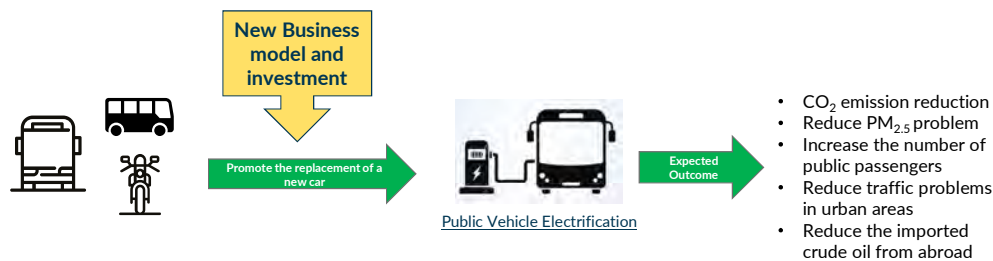 New Business
model and
investment
Promote the replacement of a
new car
Public Vehicle Electrification
Expected
Outcome
• CO₂ emission reduction
• Reduce PM₂.₅ problem
• Increase the number of
public passengers
• Reduce traffic problems
in urban areas
• Reduce the imported
crude oil from abroad